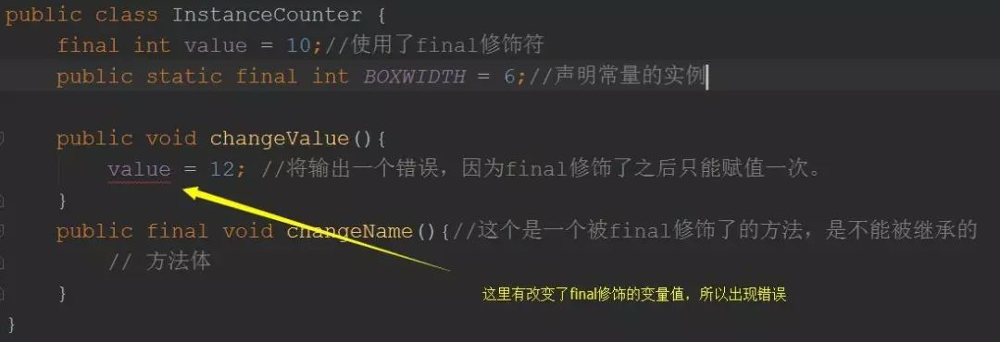 public class InstanceCounter {
final int value = 10;//使用了final修饰符
public static final int BOXWIDTH = 6;//声明常量的实例
public void changeValue(){
value = 12; //将输出一个错误，因为final修饰了之后只能赋值一次。
}
public final void changeName(){//这个是一个被final修饰了的方法，是不能被继承的
// 方法体
}
这里有改变了final修饰的变量值，所以出现错误
}